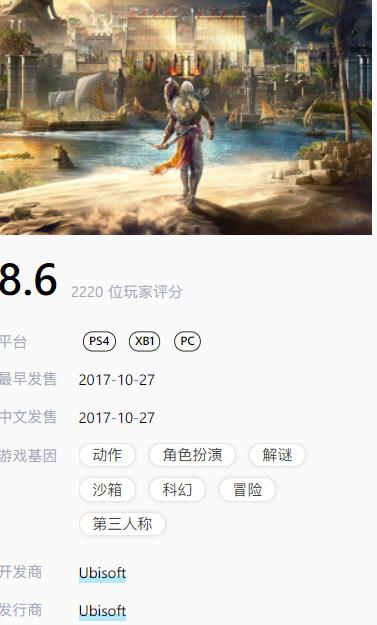 8.6 2220 位玩家评分
平台 PS4 XB1 PC
最早发售 2017-10-27
中文发售 2017-10-27
游戏基因 动作 角色扮演 解谜
沙箱 科幻 冒险
第三人称
开发商 Ubisoft
发行商 Ubisoft